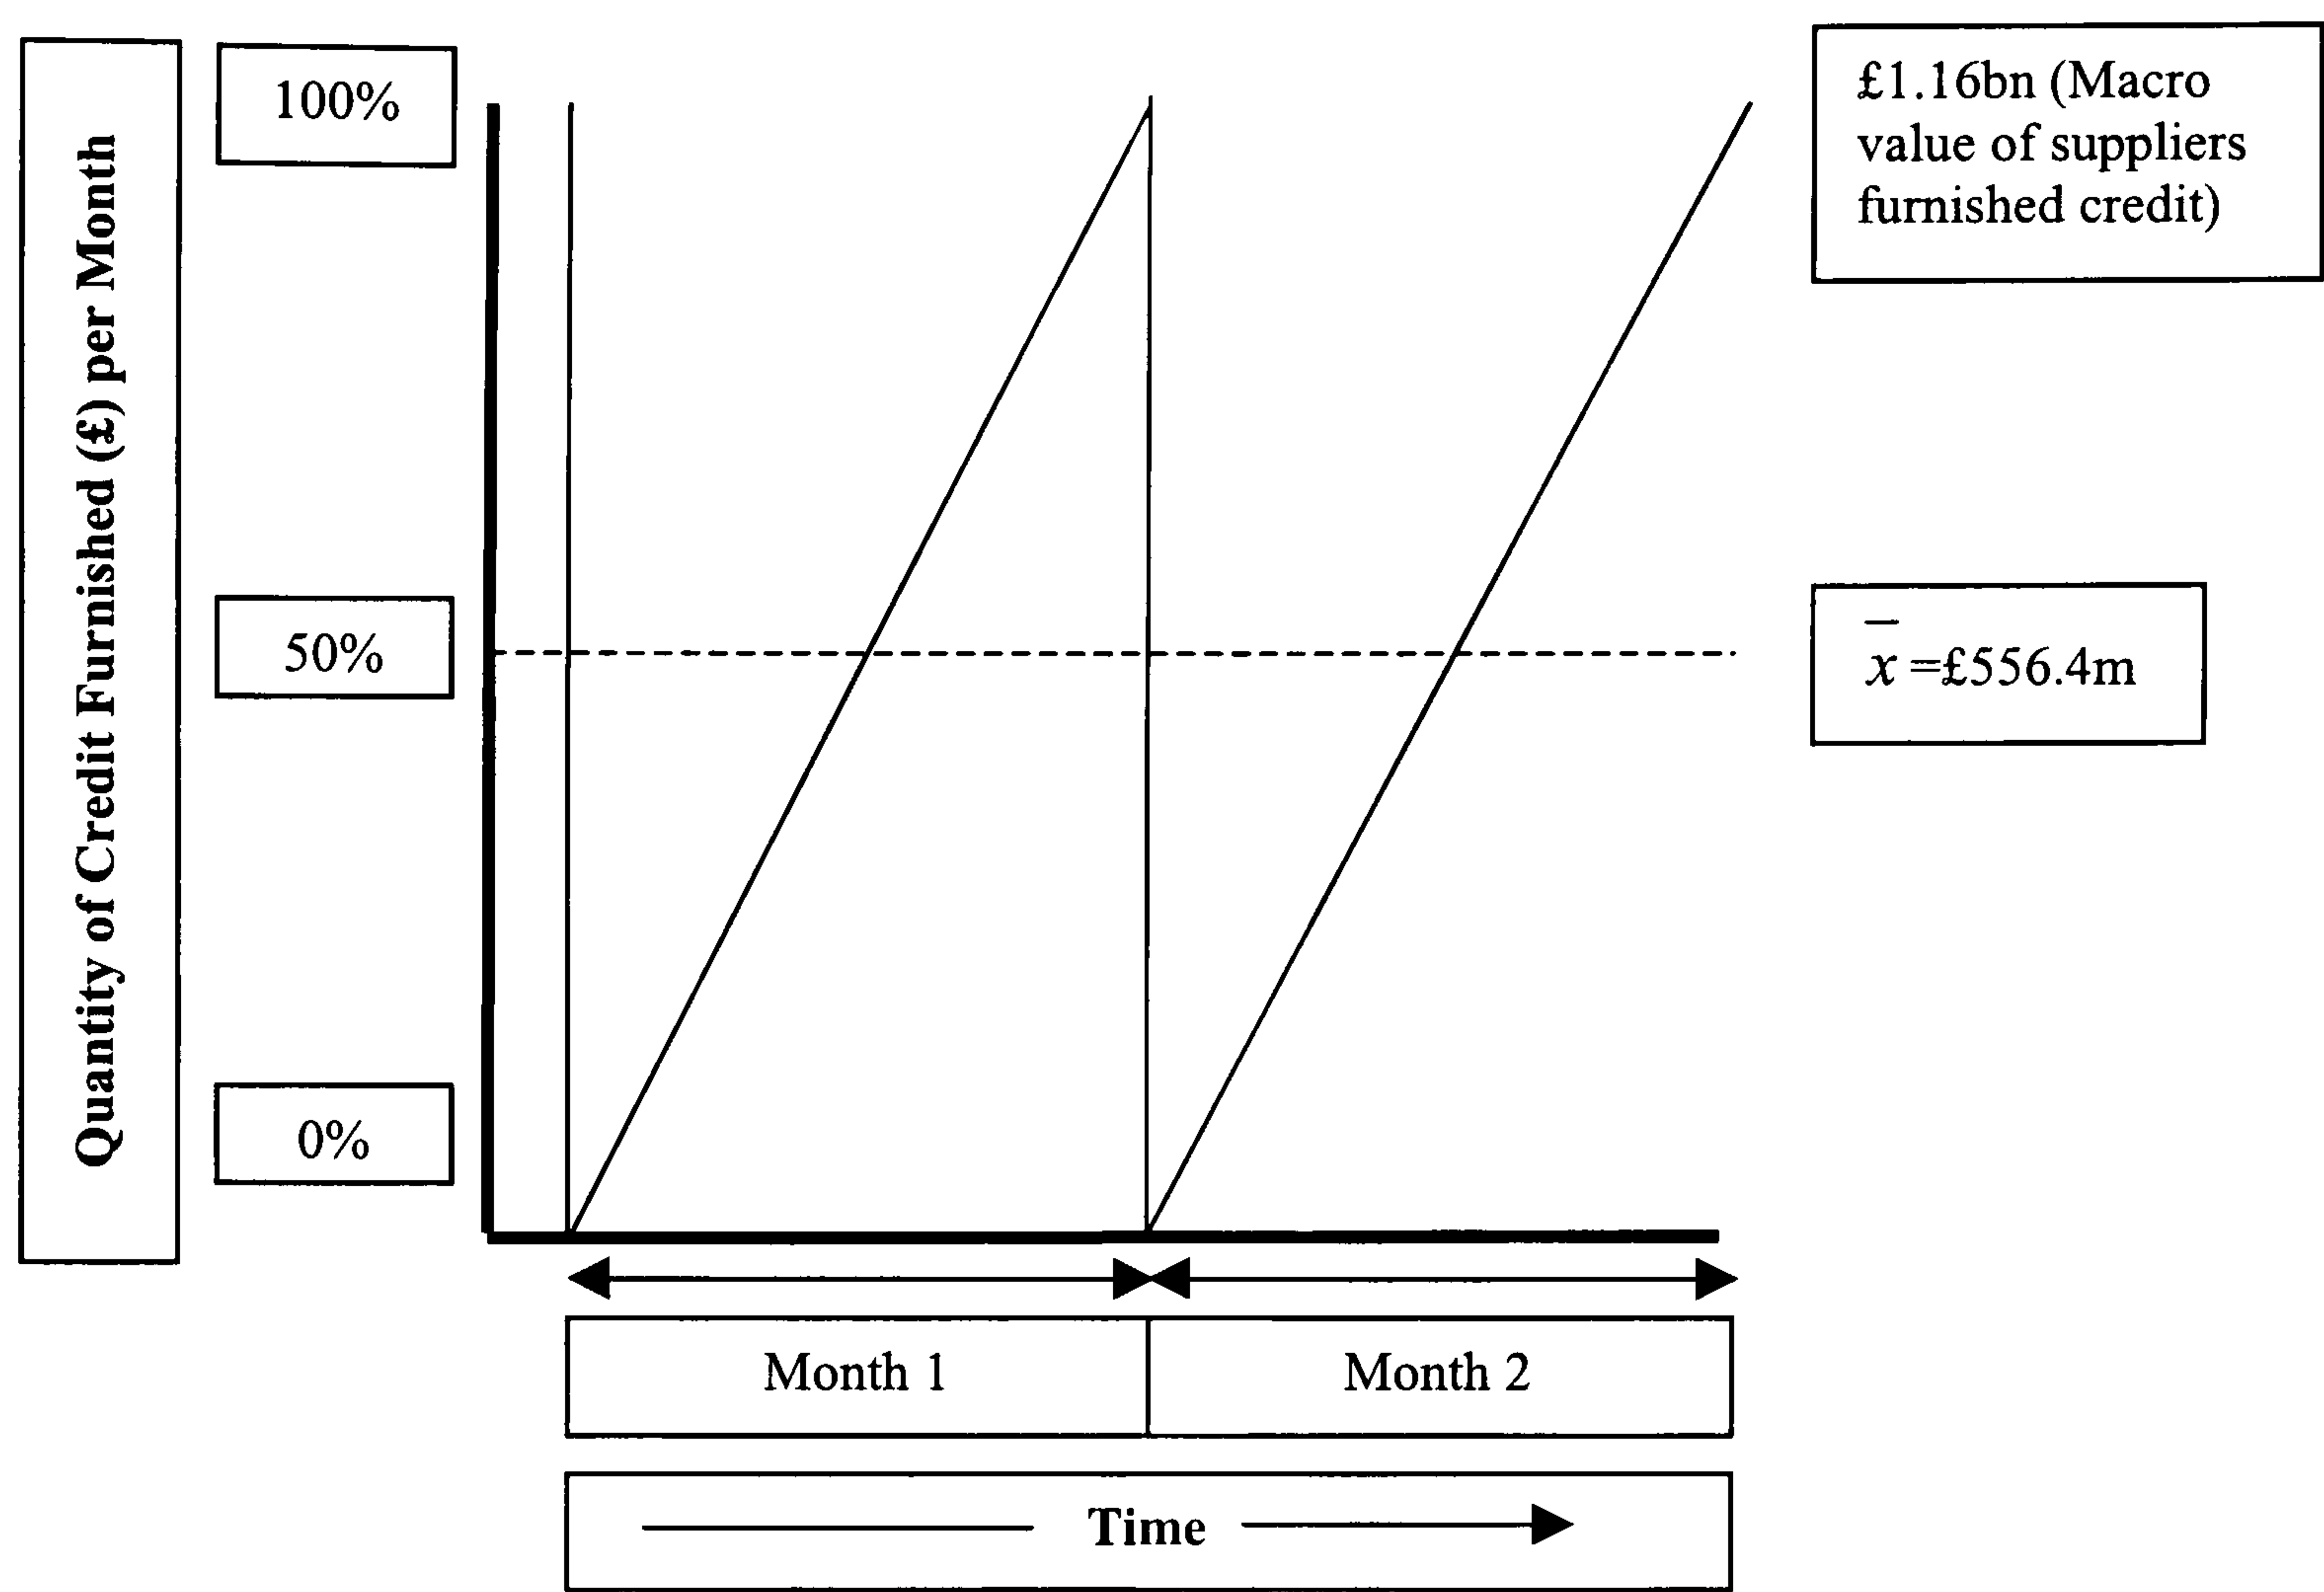 Quantity of Credit Furnished (£) per Month
100%
£1.16bn (Macro
value of suppliers
furnished credit)
50%
x̅ =£556.4m
0%
Month 1
Month 2
Time